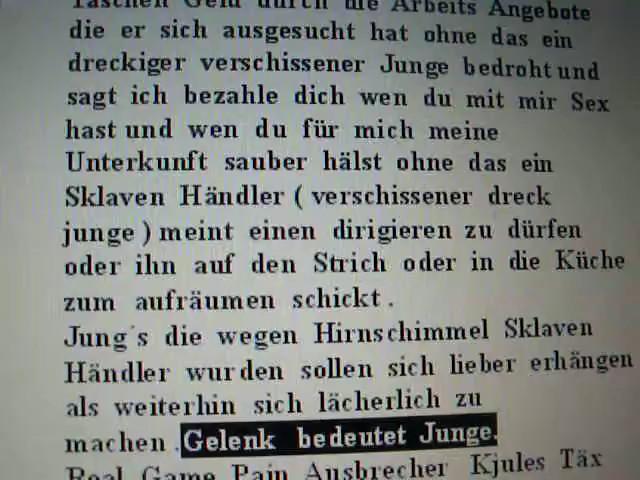 Taschen Geld durch die Arbeits Angebote
die er sich ausgesucht hat ohne das ein
dreckiger verschissener Junge bedroht und
sagt ich bezahle dich wen du mit mir Sex
hast und wen du für mich meine
Unterkunft sauber hälst ohne das ein
Sklaven Händler ( verschissener dreck
junge ) meint einen dirigieren zu dürfen
oder ihn auf den Strich oder in die Küche
zum aufräumen schickt .
Jung´s die wegen Hirnschimmel Sklaven
Händler wurden sollen sich lieber erhängen
als weiterhin sich lächerlich zu
machen .Gelenk bedeutet Junge.
Real Game Pain Ausbrecher Kjules Täx